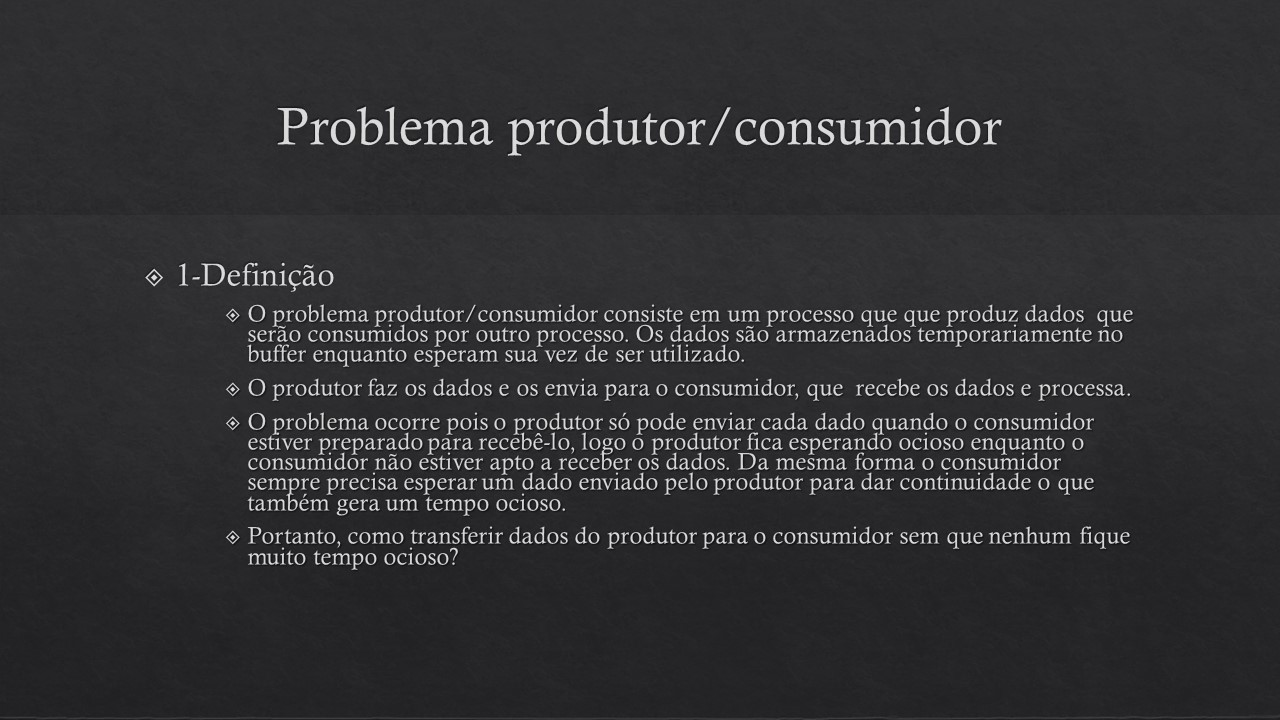 Problema produtor/consumidor
1-Definição
O problema produtor/consumidor consiste em um processo que que produz dados  que
serão consumidos por outro processo. Os dados são armazenados temporariamente no
buffer enquanto esperam sua vez de ser utilizado.
O produtor faz os dados e os envia para o consumidor, que  recebe os dados e processa.
O problema ocorre pois o produtor só pode enviar cada dado quando o consumidor
estiver preparado para recebê-lo, logo o produtor fica esperando ocioso enquanto o
consumidor não estiver apto a receber os dados. Da mesma forma o consumidor
sempre precisa esperar um dado enviado pelo produtor para dar continuidade o que
também gera um tempo ocioso.
Portanto, como transferir dados do produtor para o consumidor sem que nenhum fique
muito tempo ocioso?